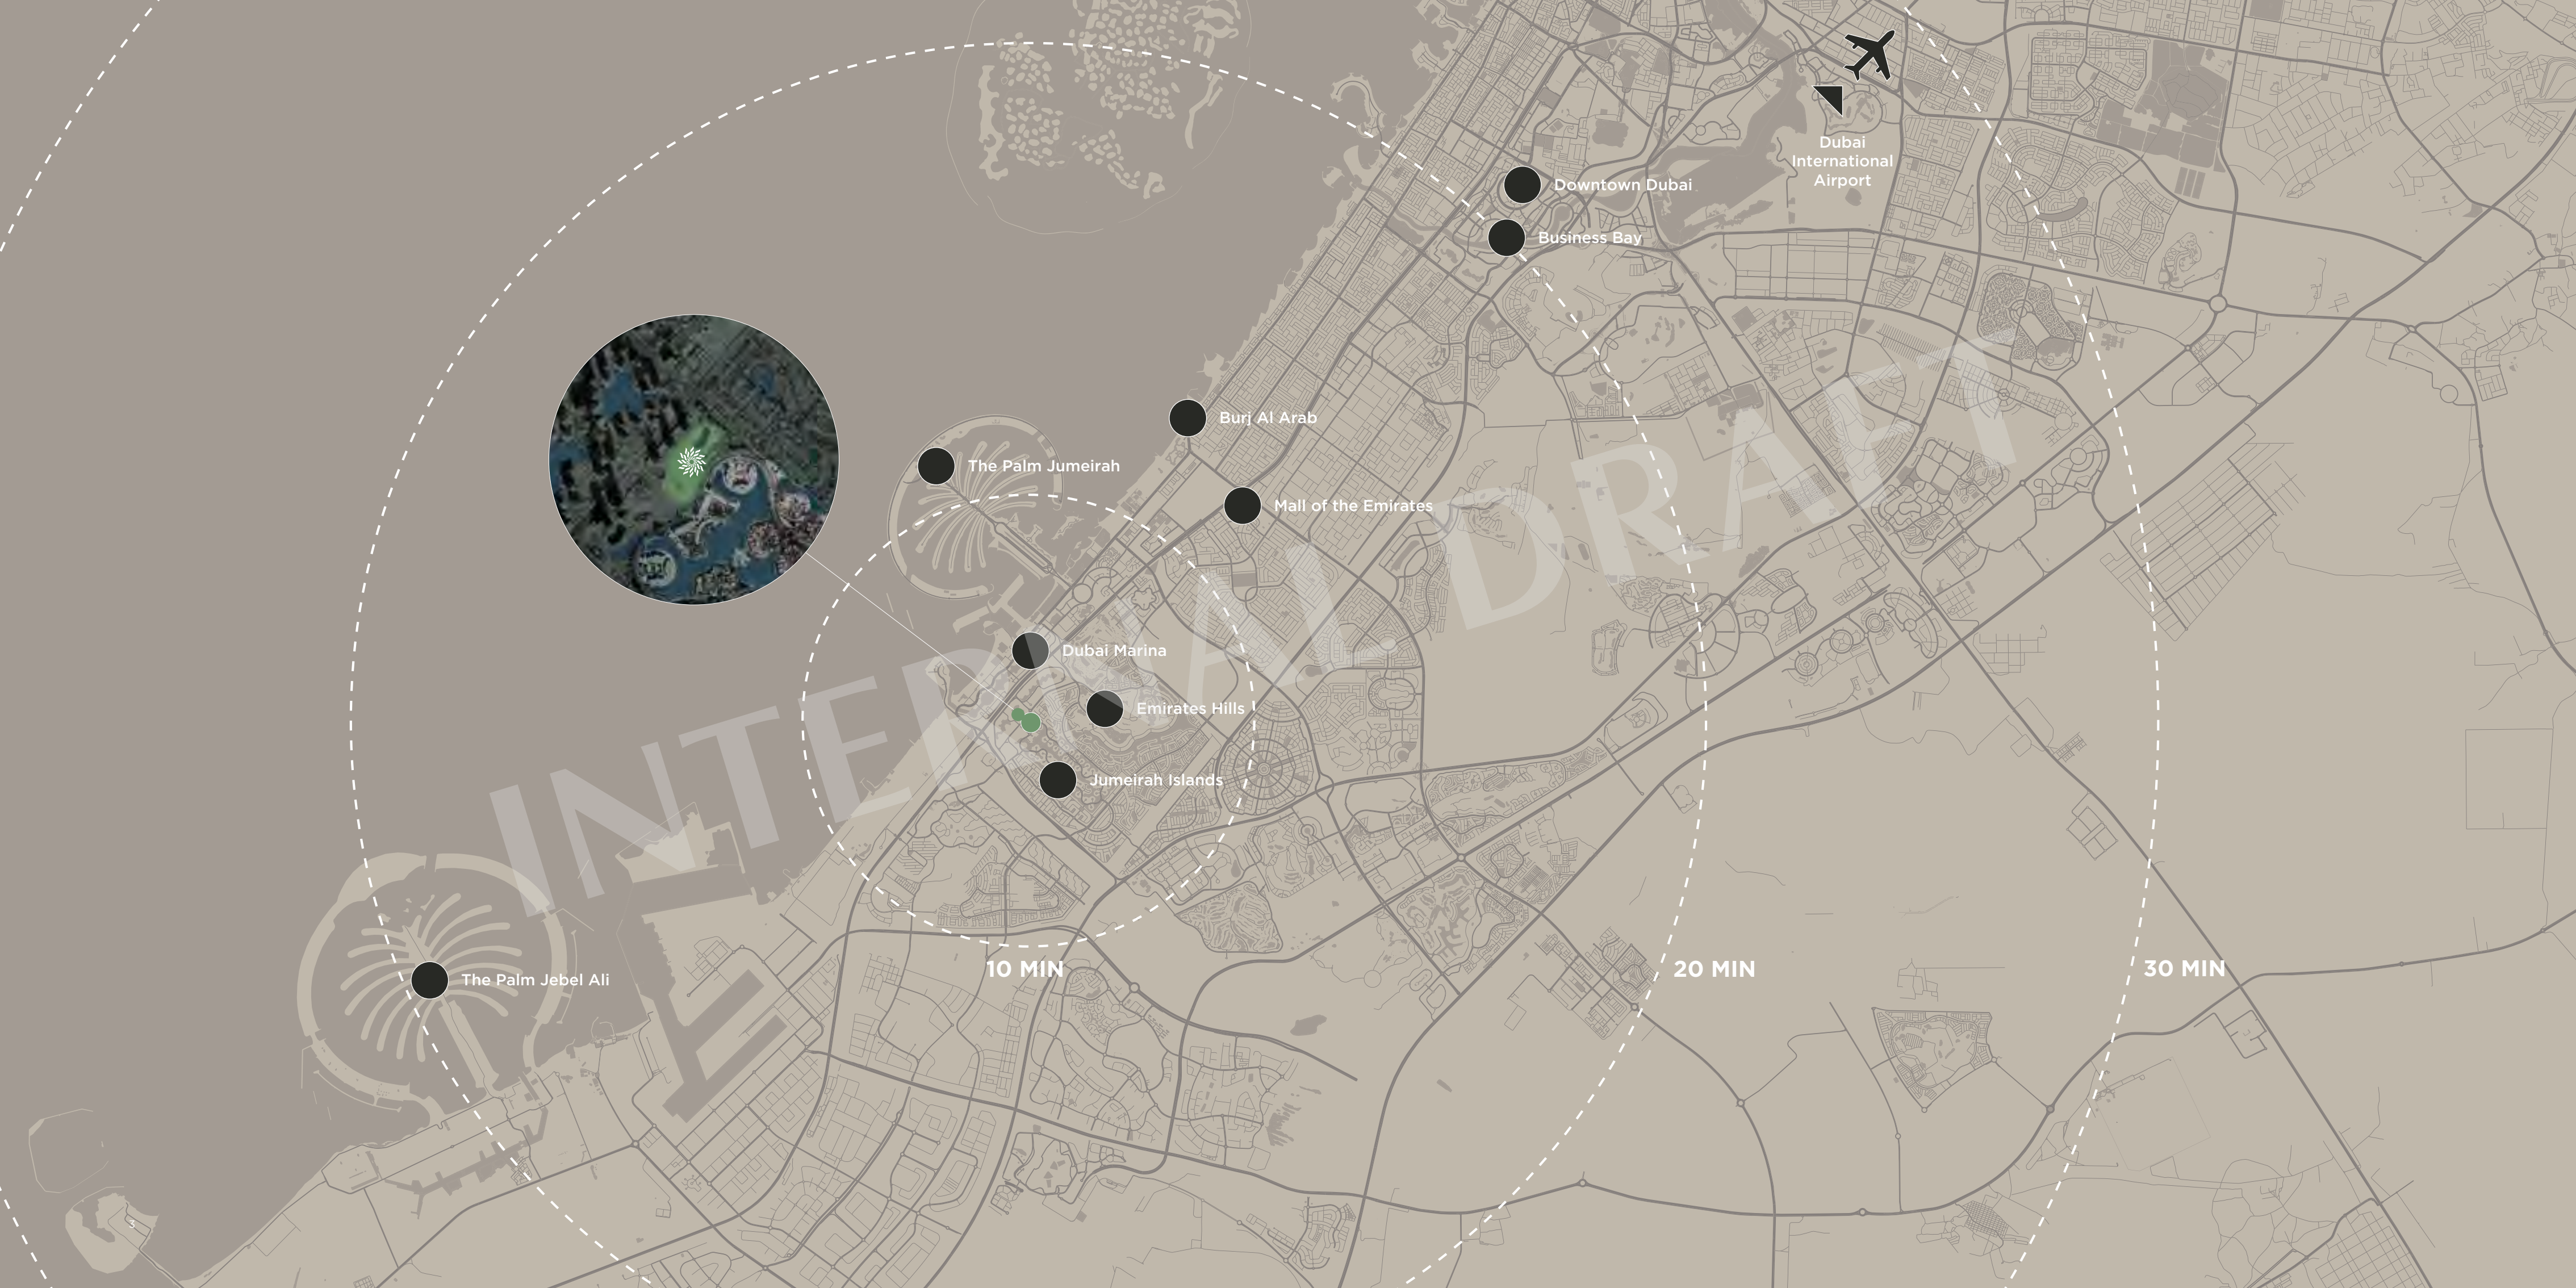 Dubai
International
Airport
Downtown Dubai
Business Bay
Burj Al Arab
The Palm Jumeirah
Mall of the Emirates
Dubai Marina
Emirates Hills
Jumeirah Islands
INTERNAL DRAFT
10 MIN
20 MIN
30 MIN
The Palm Jebel Ali
3